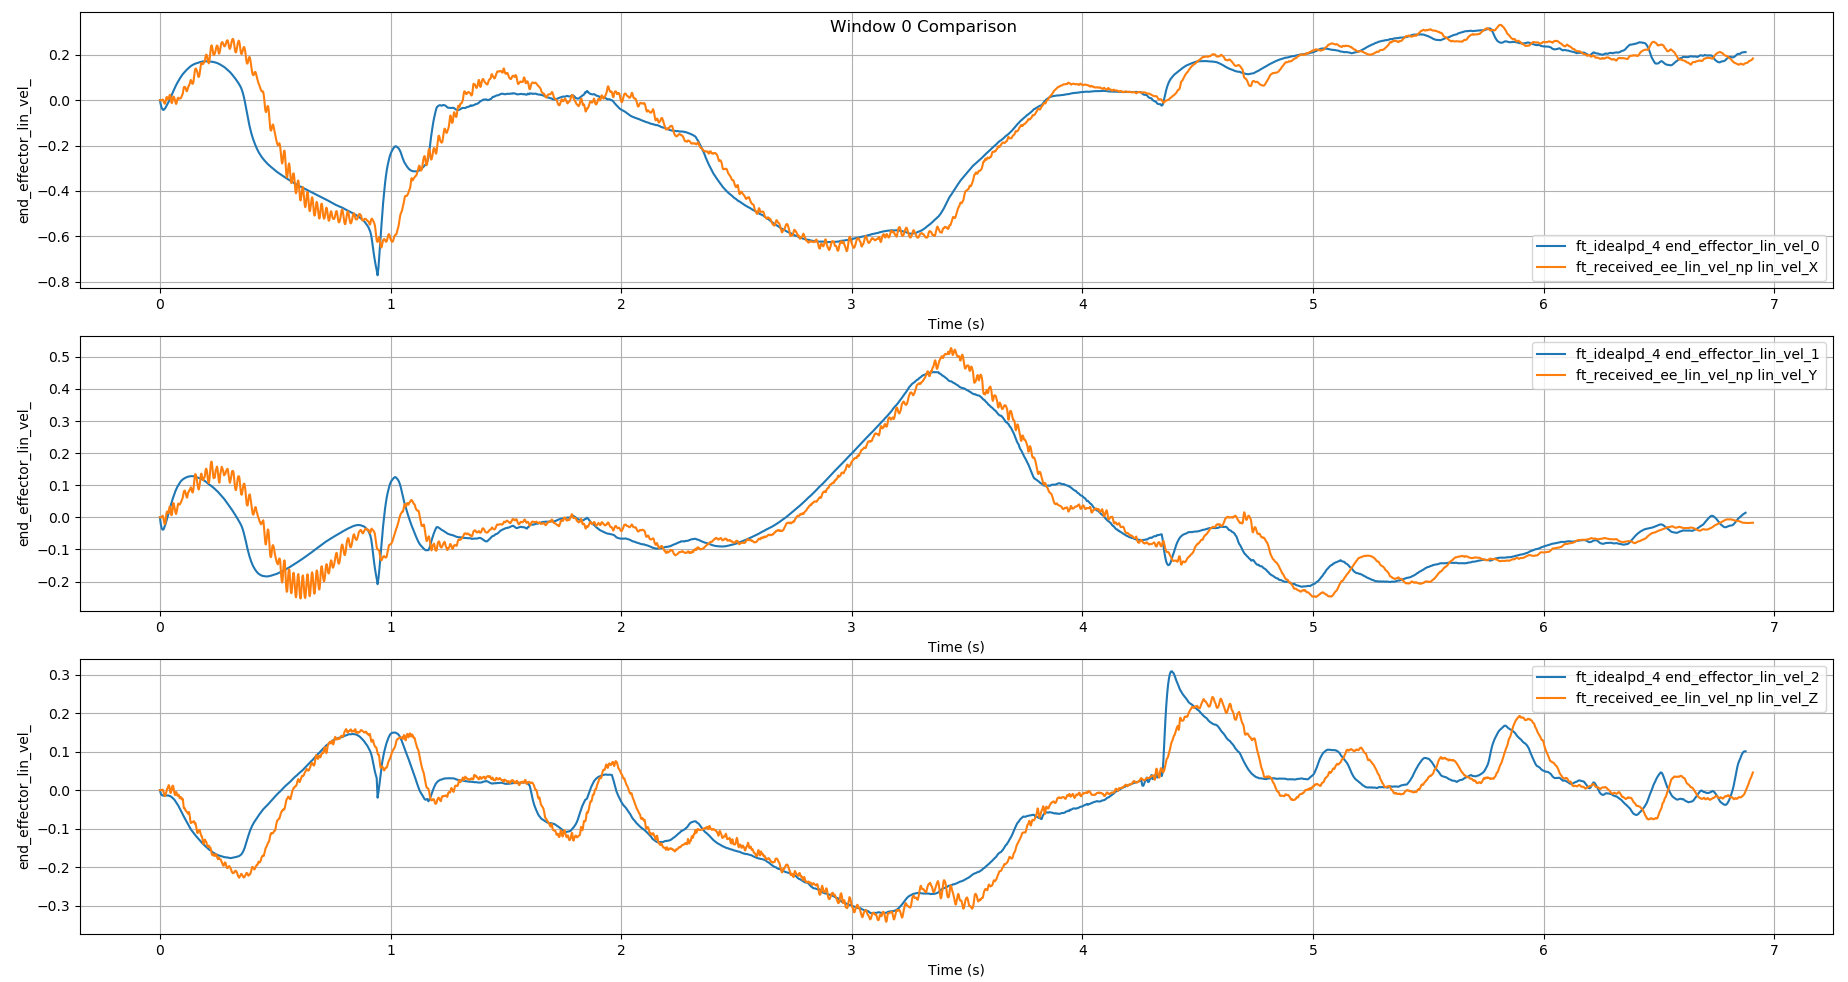 Window 0 Comparison
end_effector_lin_vel_
0.2
0.0
−0.2
−0.4
−0.6
−0.8
ft_idealpd_4 end_effector_lin_vel_0
ft_received_ee_lin_vel_np lin_vel_X
0 1 2 3 4 5 6 7
Time (s)
end_effector_lin_vel_
0.5
0.4
0.3
0.2
0.1
0.0
−0.1
−0.2
ft_idealpd_4 end_effector_lin_vel_1
ft_received_ee_lin_vel_np lin_vel_Y
0 1 2 3 4 5 6 7
Time (s)
end_effector_lin_vel_
0.3
0.2
0.1
0.0
−0.1
−0.2
−0.3
ft_idealpd_4 end_effector_lin_vel_2
ft_received_ee_lin_vel_np lin_vel_Z
0 1 2 3 4 5 6 7
Time (s)